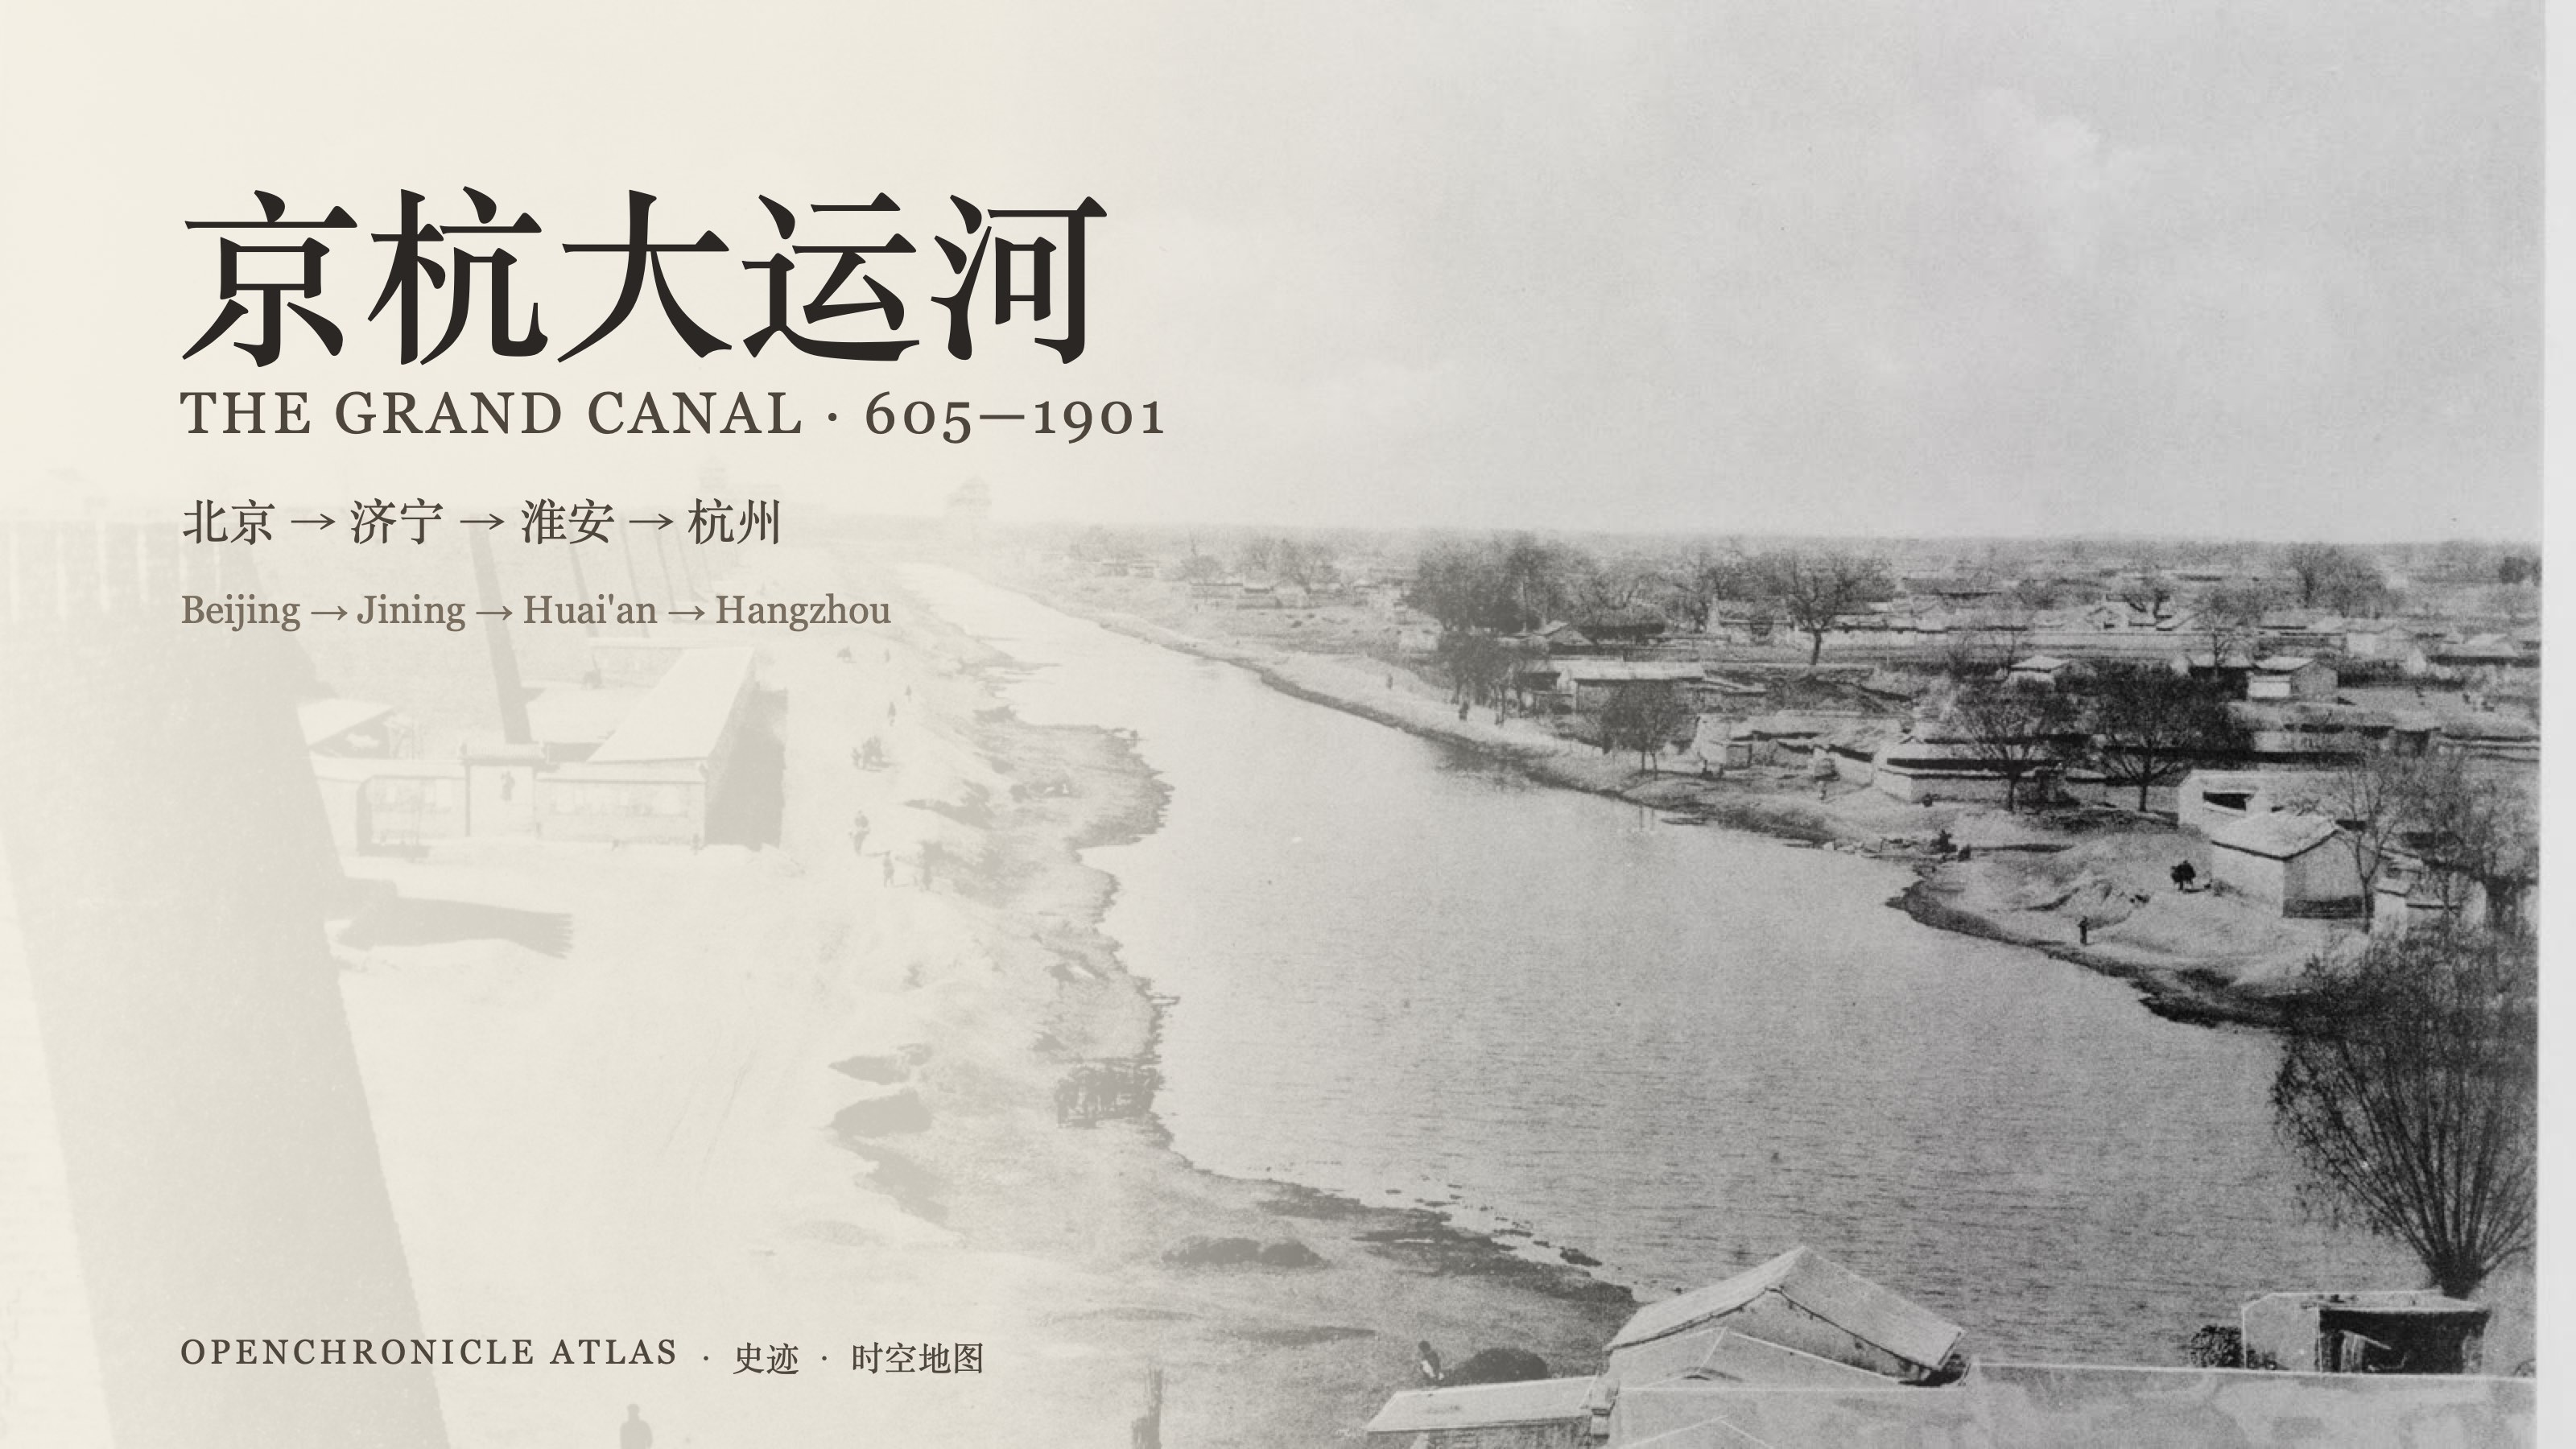 京杭大运河
THE GRAND CANAL · 605—1901
北京 → 济宁 → 淮安 → 杭州
Beijing → Jining → Huai'an → Hangzhou
OPENCHRONICLE ATLAS · 史迹 · 时空地图